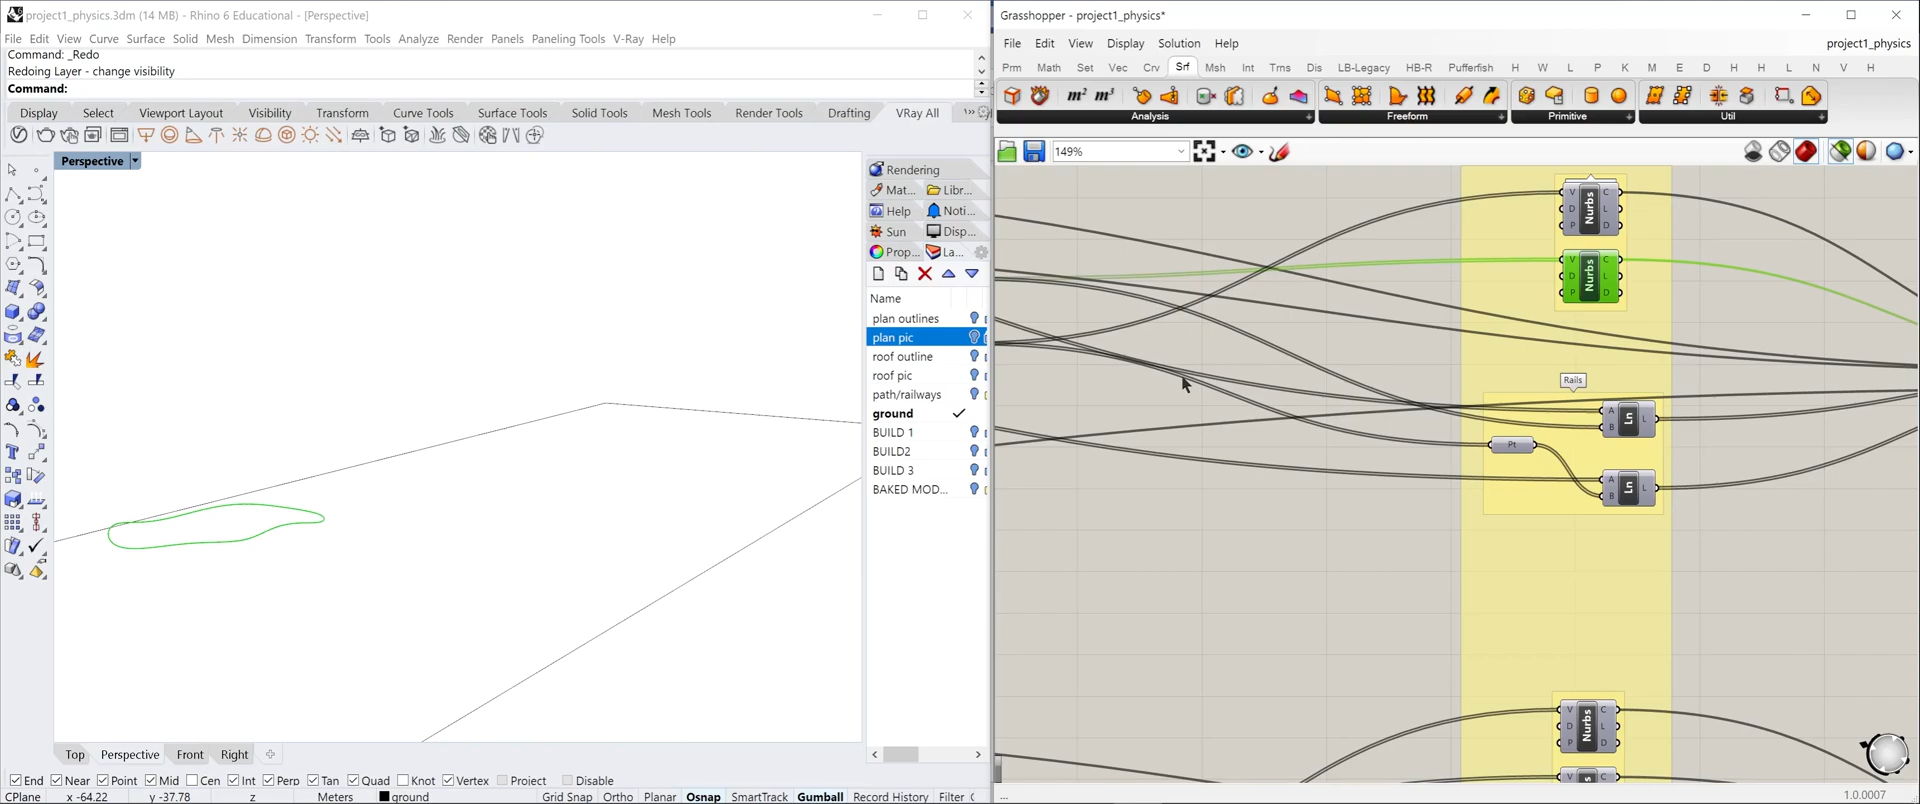 project1_physics.3dm (14 MB) - Rhino 6 Educational - [Perspective]
File Edit View Curve Surface Solid Mesh Dimension Transform Tools Analyze Render Panels Paneling Tools V-Ray Help
Command: _Redo
Redoing Layer - change visibility
Command:
Display Select Viewport Layout Visibility Transform Curve Tools Surface Tools Solid Tools Mesh Tools Render Tools Drafting VRay All
Perspective
Rendering
Mat... Libr...
Help Noti...
Sun Disp...
Prop... La...
Name
plan outlines
plan pic
roof outline
roof pic
path/railways
ground
BUILD 1
BUILD2
BUILD 3
BAKED MOD...
Top Perspective Front Right
End Near Point Mid Cen Int Perp Tan Quad Knot Vertex Project Disable
CPlane x -64.22 y -37.78 z Meters ground Grid Snap Ortho Planar Osnap SmartTrack Gumball Record History Filter
Grasshopper - project1_physics*
File Edit View Display Solution Help project1_physics
Prm Math Set Vec Crv Srf Msh Int Trns Dis LB-Legacy HB-R Pufferfish H W L P K M E D H H L N V H
m² m³
Analysis Freeform Primitive Util
149%
V D P Nurbs C L D
V D P Nurbs C L D
Rails
A B Ln L
Pt
A B Ln L
V D P Nurbs C L D
V C
...
1.0.0007